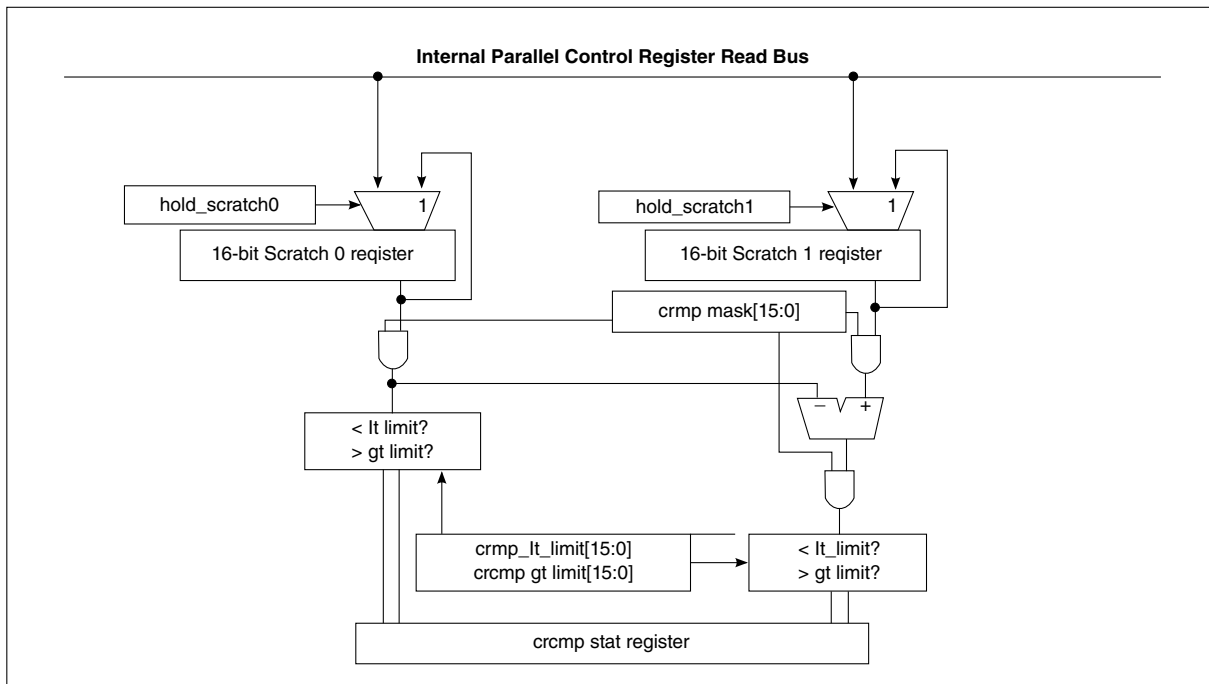 Internal Parallel Control Register Read Bus
hold_scratch0
1
hold_scratch1
1
16-bit Scratch 0 reqister
16-bit Scratch 1 reqister
crmp mask[15:0]
– +
< It limit?
> gt limit?
crmp_It_limit[15:0]
crcmp gt limit[15:0]
< It_limit?
> gt limit?
crcmp stat register